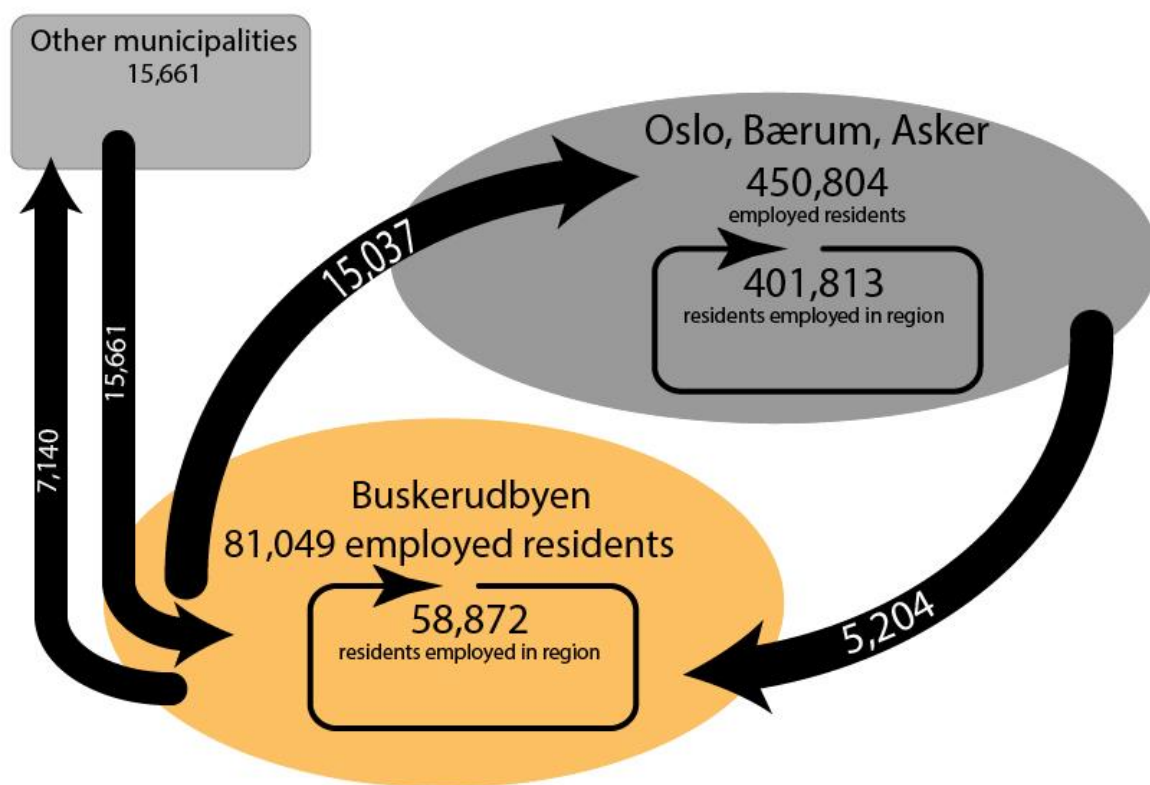 Other municipalities
15,661
Oslo, Bærum, Asker
450,804
employed residents
401,813
residents employed in region
15,037
15,661
7,140
Buskerudbyen
81,049 employed residents
58,872
residents employed in region
5,204